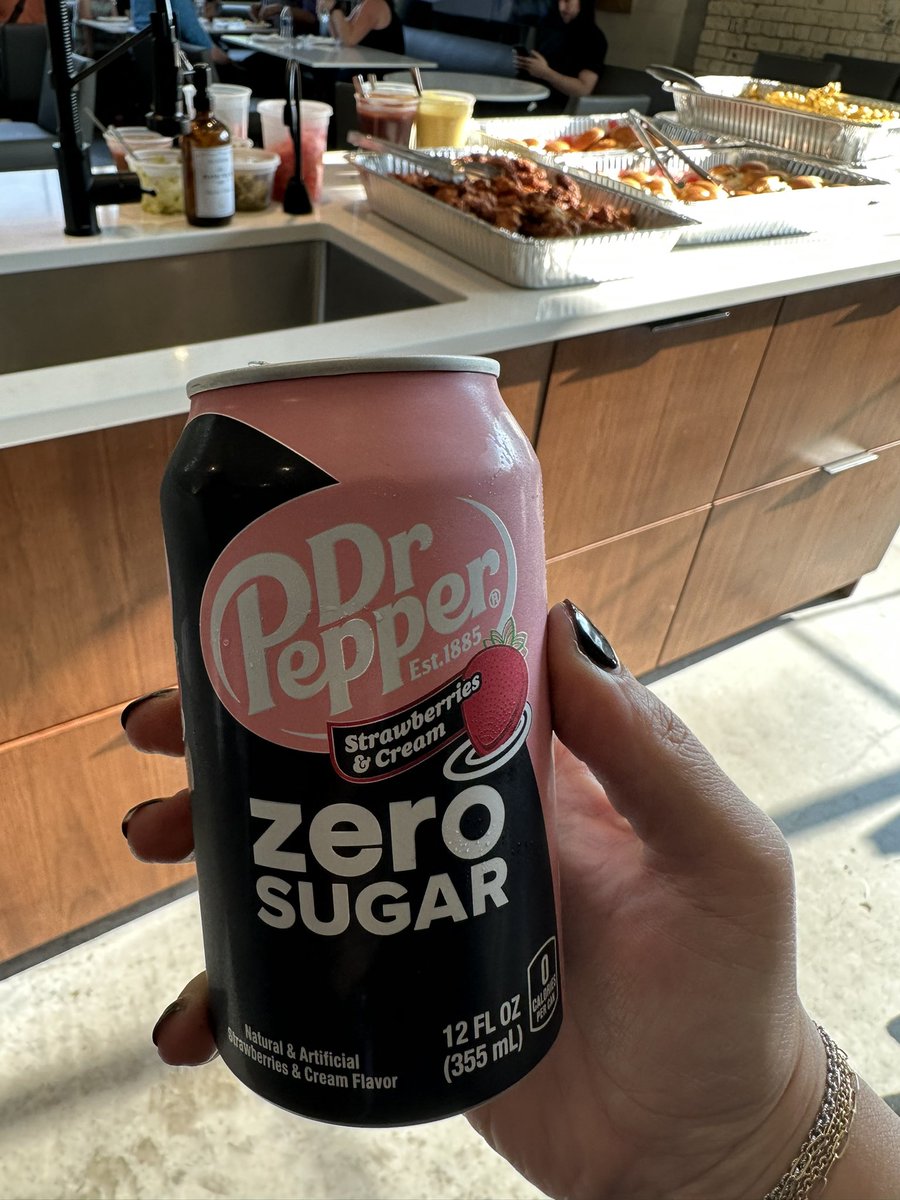 Dr
Pepper®
Est.1885
Strawberries
& Cream
zero
SUGAR
0
CALORIES
PER CAN
12 FL OZ
(355 mL)
Natural & Artificial
Strawberries & Cream Flavor